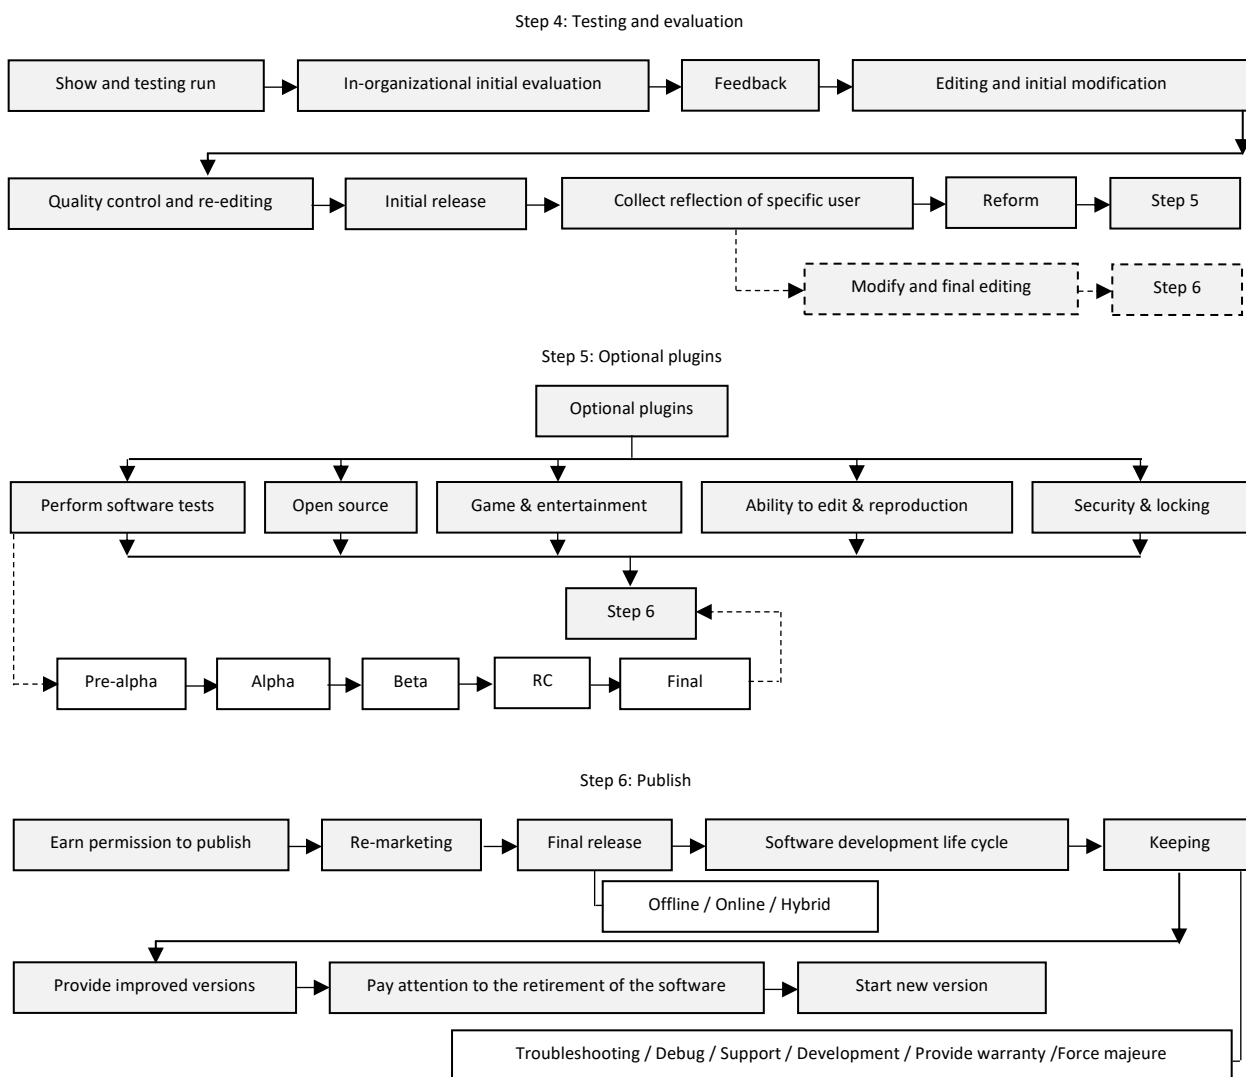 Step 4: Testing and evaluation
Show and testing run
In-organizational initial evaluation
Feedback
Editing and initial modification
Quality control and re-editing
Initial release
Collect reflection of specific user
Reform
Step 5
Modify and final editing
Step 6
Step 5: Optional plugins
Optional plugins
Perform software tests
Open source
Game & entertainment
Ability to edit & reproduction
Security & locking
Step 6
Pre-alpha
Alpha
Beta
RC
Final
Step 6: Publish
Earn permission to publish
Re-marketing
Final release
Software development life cycle
Keeping
Offline / Online / Hybrid
Provide improved versions
Pay attention to the retirement of the software
Start new version
Troubleshooting / Debug / Support / Development / Provide warranty /Force majeure